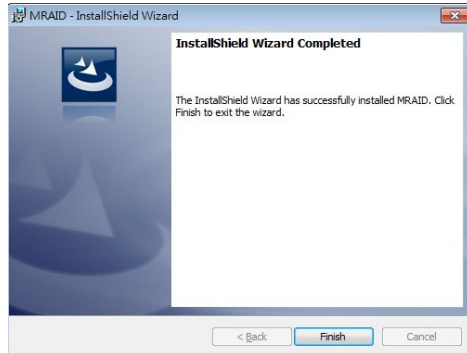 MRAID - InstallShield Wizard
InstallShield Wizard Completed
The InstallShield Wizard has successfully installed MRAID. Click
Finish to exit the wizard.
< Back
Finish
Cancel